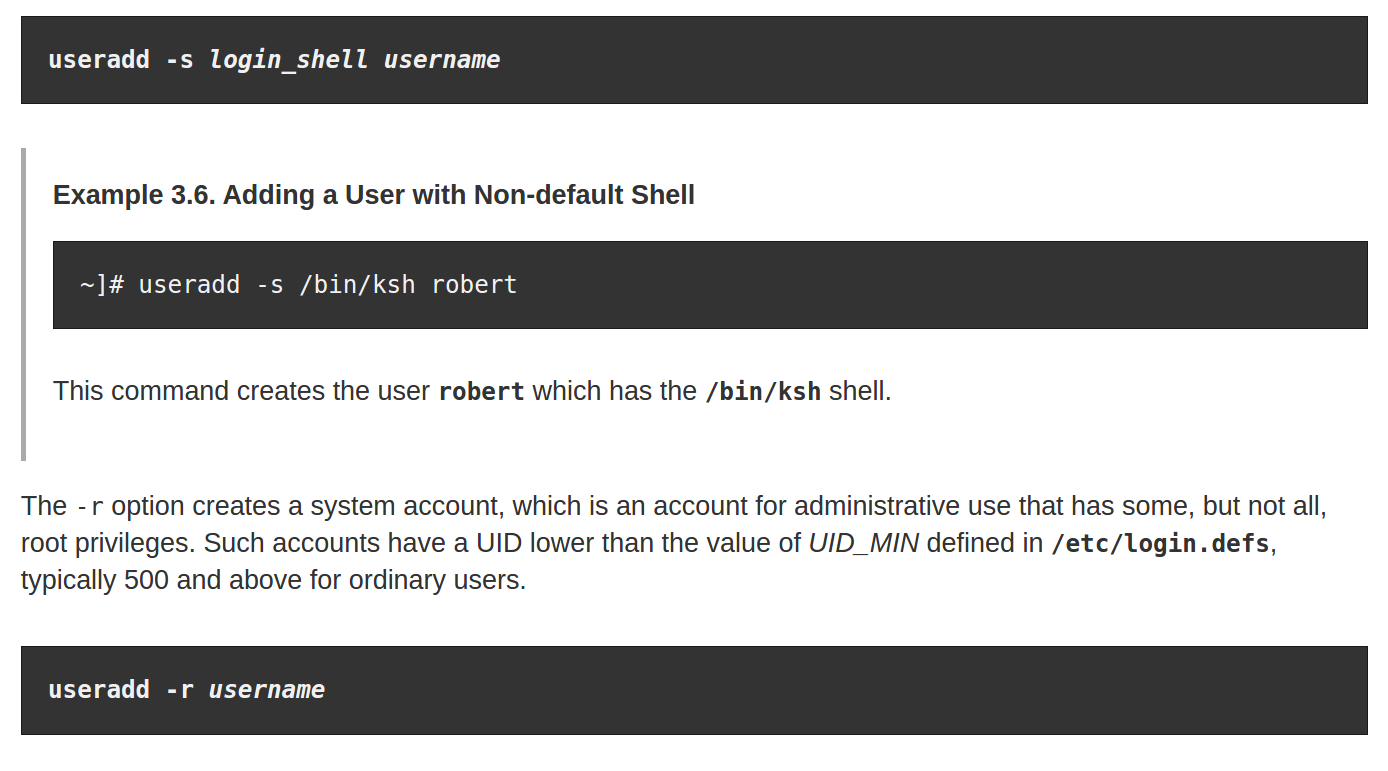 useradd -s login_shell username
Example 3.6. Adding a User with Non-default Shell
~]# useradd -s /bin/ksh robert
This command creates the user robert which has the /bin/ksh shell.
The -r option creates a system account, which is an account for administrative use that has some, but not all,
root privileges. Such accounts have a UID lower than the value of UID_MIN defined in /etc/login.defs,
typically 500 and above for ordinary users.
useradd -r username